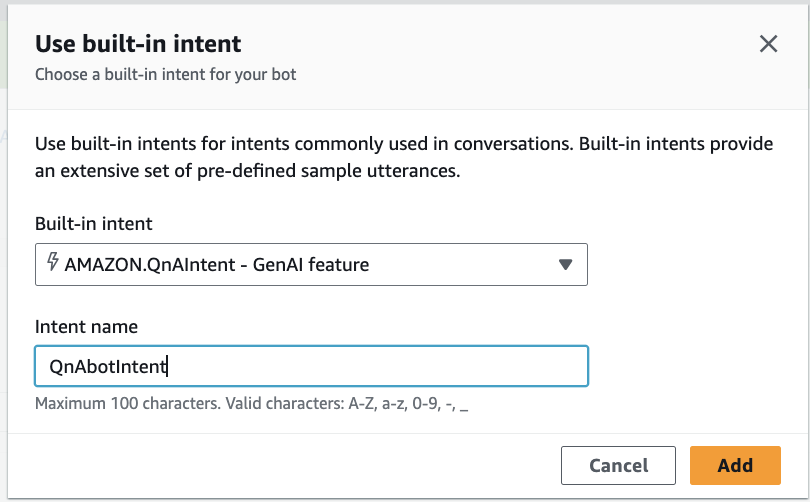 Use built-in intent
Choose a built-in intent for your bot
Use built-in intents for intents commonly used in conversations. Built-in intents provide
an extensive set of pre-defined sample utterances.
Built-in intent
AMAZON.QnAIntent - GenAI feature
Intent name
QnAbotIntent
Maximum 100 characters. Valid characters: A-Z, a-z, 0-9, -, _
Cancel
Add